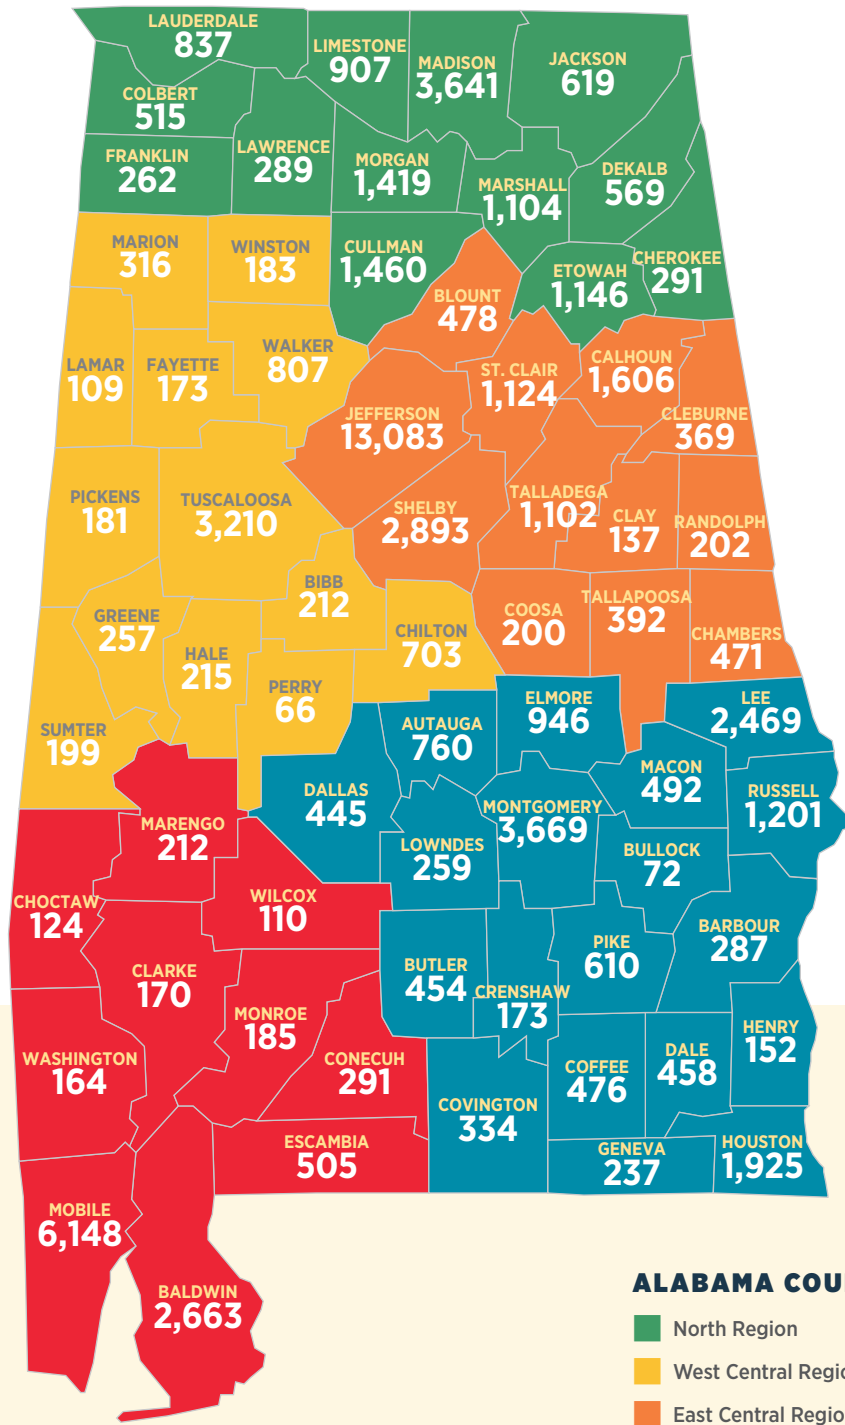 LAUDERDALE
837
LIMESTONE
907
MADISON
3,641
JACKSON
619
COLBERT
515
LAWRENCE
289
FRANKLIN
262
MORGAN
1,419
MARSHALL
1,104
DEKALB
569
CULLMAN
1,460
ETOWAH
1,146
CHEROKEE
291
MARION
316
WINSTON
183
BLOUNT
478
LAMAR
109
FAYETTE
173
WALKER
807
ST. CLAIR
1,124
CALHOUN
1,606
JEFFERSON
13,083
CLEBURNE
369
PICKENS
181
TUSCALOOSA
3,210
SHELBY
2,893
TALLADEGA
1,102
CLAY
137
RANDOLPH
202
BIBB
212
GREENE
257
HALE
215
CHILTON
703
COOSA
200
TALLAPOOSA
392
CHAMBERS
471
PERRY
66
SUMTER
199
AUTAUGA
760
ELMORE
946
LEE
2,469
MACON
492
DALLAS
445
RUSSELL
1,201
MARENGO
212
LOWNDES
259
MONTGOMERY
3,669
BULLOCK
72
CHOCTAW
124
WILCOX
110
BARBOUR
287
CLARKE
170
BUTLER
454
CRENSHAW
173
PIKE
610
MONROE
185
HENRY
152
WASHINGTON
164
CONECUH
291
COFFEE
476
DALE
458
COVINGTON
334
ESCAMBIA
505
GENEVA
237
HOUSTON
1,925
MOBILE
6,148
BALDWIN
2,663
ALABAMA COU
North Region
West Central Regio
East Central Regio